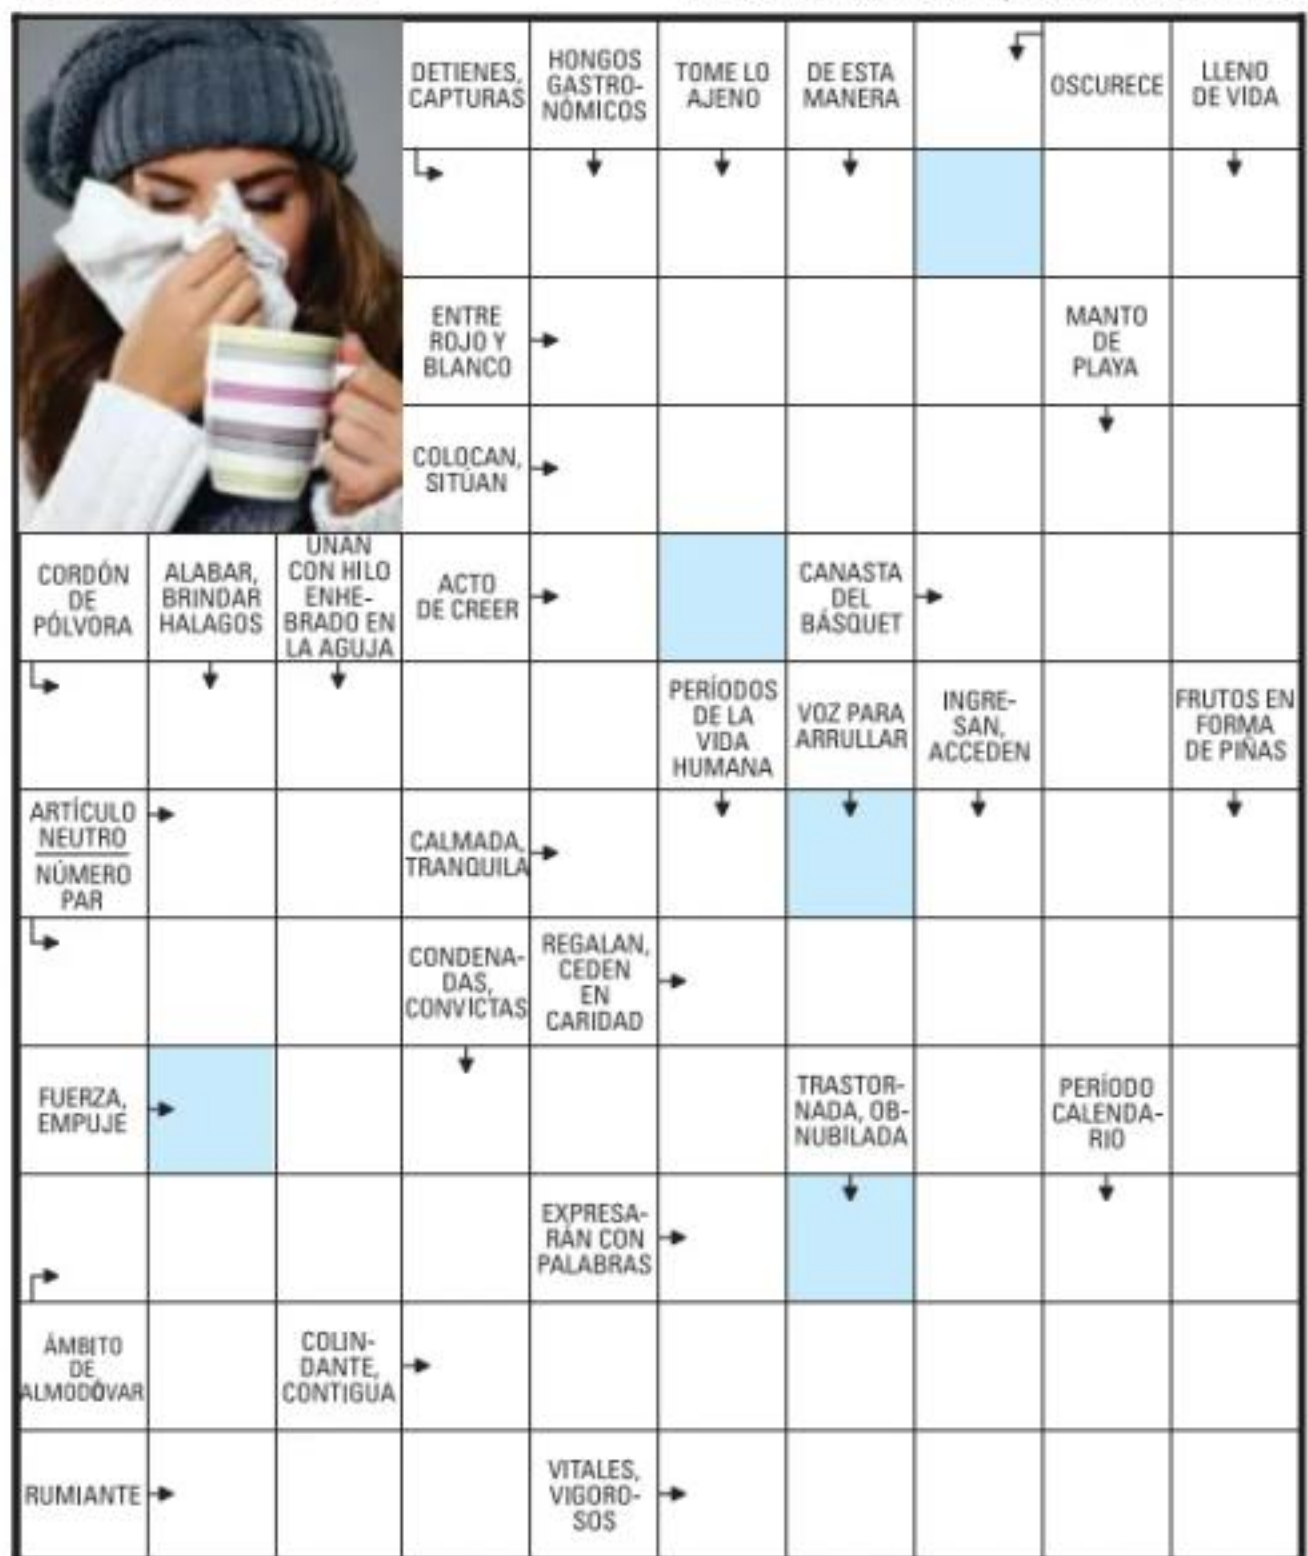 DETIENES,
CAPTURAS
HONGOS
GASTRO-
NÓMICOS
TOME LO
AJENO
DE ESTA
MANERA
OSCURECE
LLENO
DE VIDA
ENTRE
ROJO Y
BLANCO
MANTO
DE
PLAYA
COLOCAN,
SITÚAN
CORDÓN
DE
PÓLVORA
ALABAR,
BRINDAR
HALAGOS
UNAN
CON HILO
ENHE-
BRADO EN
LA AGUJA
ACTO
DE CREER
CANASTA
DEL
BÁSQUET
PERÍODOS
DE LA
VIDA
HUMANA
VOZ PARA
ARRULLAR
INGRE-
SAN,
ACCEDEN
FRUTOS EN
FORMA
DE PIÑAS
ARTÍCULO
NEUTRO
NÚMERO
PAR
CALMADA,
TRANQUILA
CONDENA-
DAS,
CONVICTAS
REGALAN,
CEDEN
EN
CARIDAD
FUERZA,
EMPUJE
TRASTOR-
NADA, OB-
NUBILADA
PERÍODO
CALENDA-
RIO
EXPRESA-
RÁN CON
PALABRAS
ÁMBITO
DE
ALMODÓVAR
COLIN-
DANTE,
CONTIGUA
RUMIANTE
VITALES,
VIGORO-
SOS